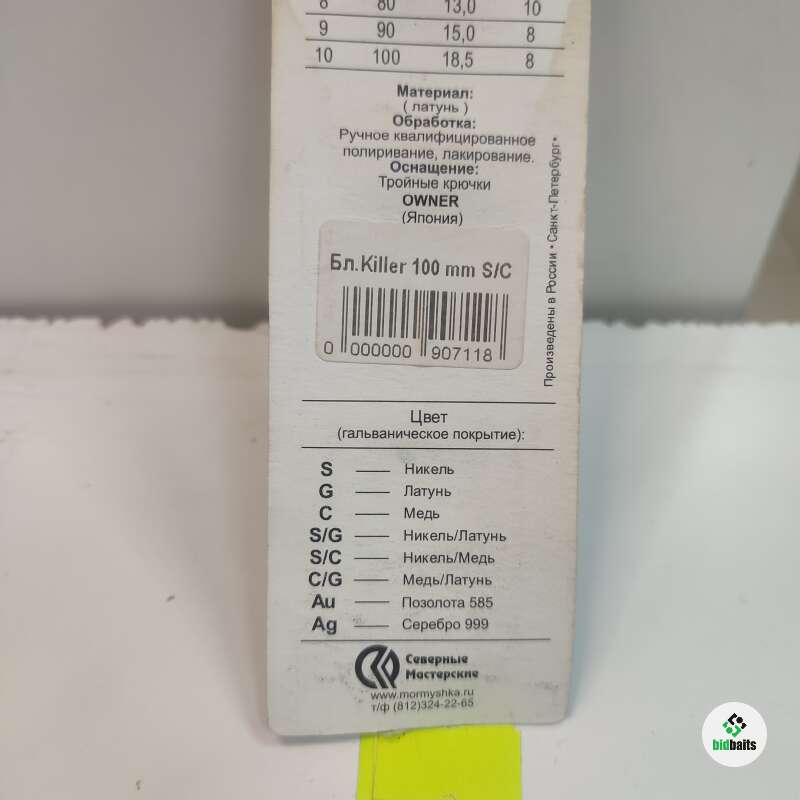 8 80 13,0 10
9 90 15,0 8
10 100 18,5 8
Материал:
( латунь )
Обработка:
Ручное квалифицированное
полиривание, лакирование.
Оснащение:
Тройные крючки
OWNER
(Япония)
Произведены в России • Санкт-Петербург •
Бл.Killer 100 mm S/C
0 000000 907118
Цвет
(гальваническое покрытие):
S — Никель
G — Латунь
C — Медь
S/G — Никель/Латунь
S/C — Никель/Медь
C/G — Медь/Латунь
Au — Позолота 585
Ag — Серебро 999
Северные
Мастерские
www.mormyshka.ru
т/ф (812)324-22-65
bidbaits